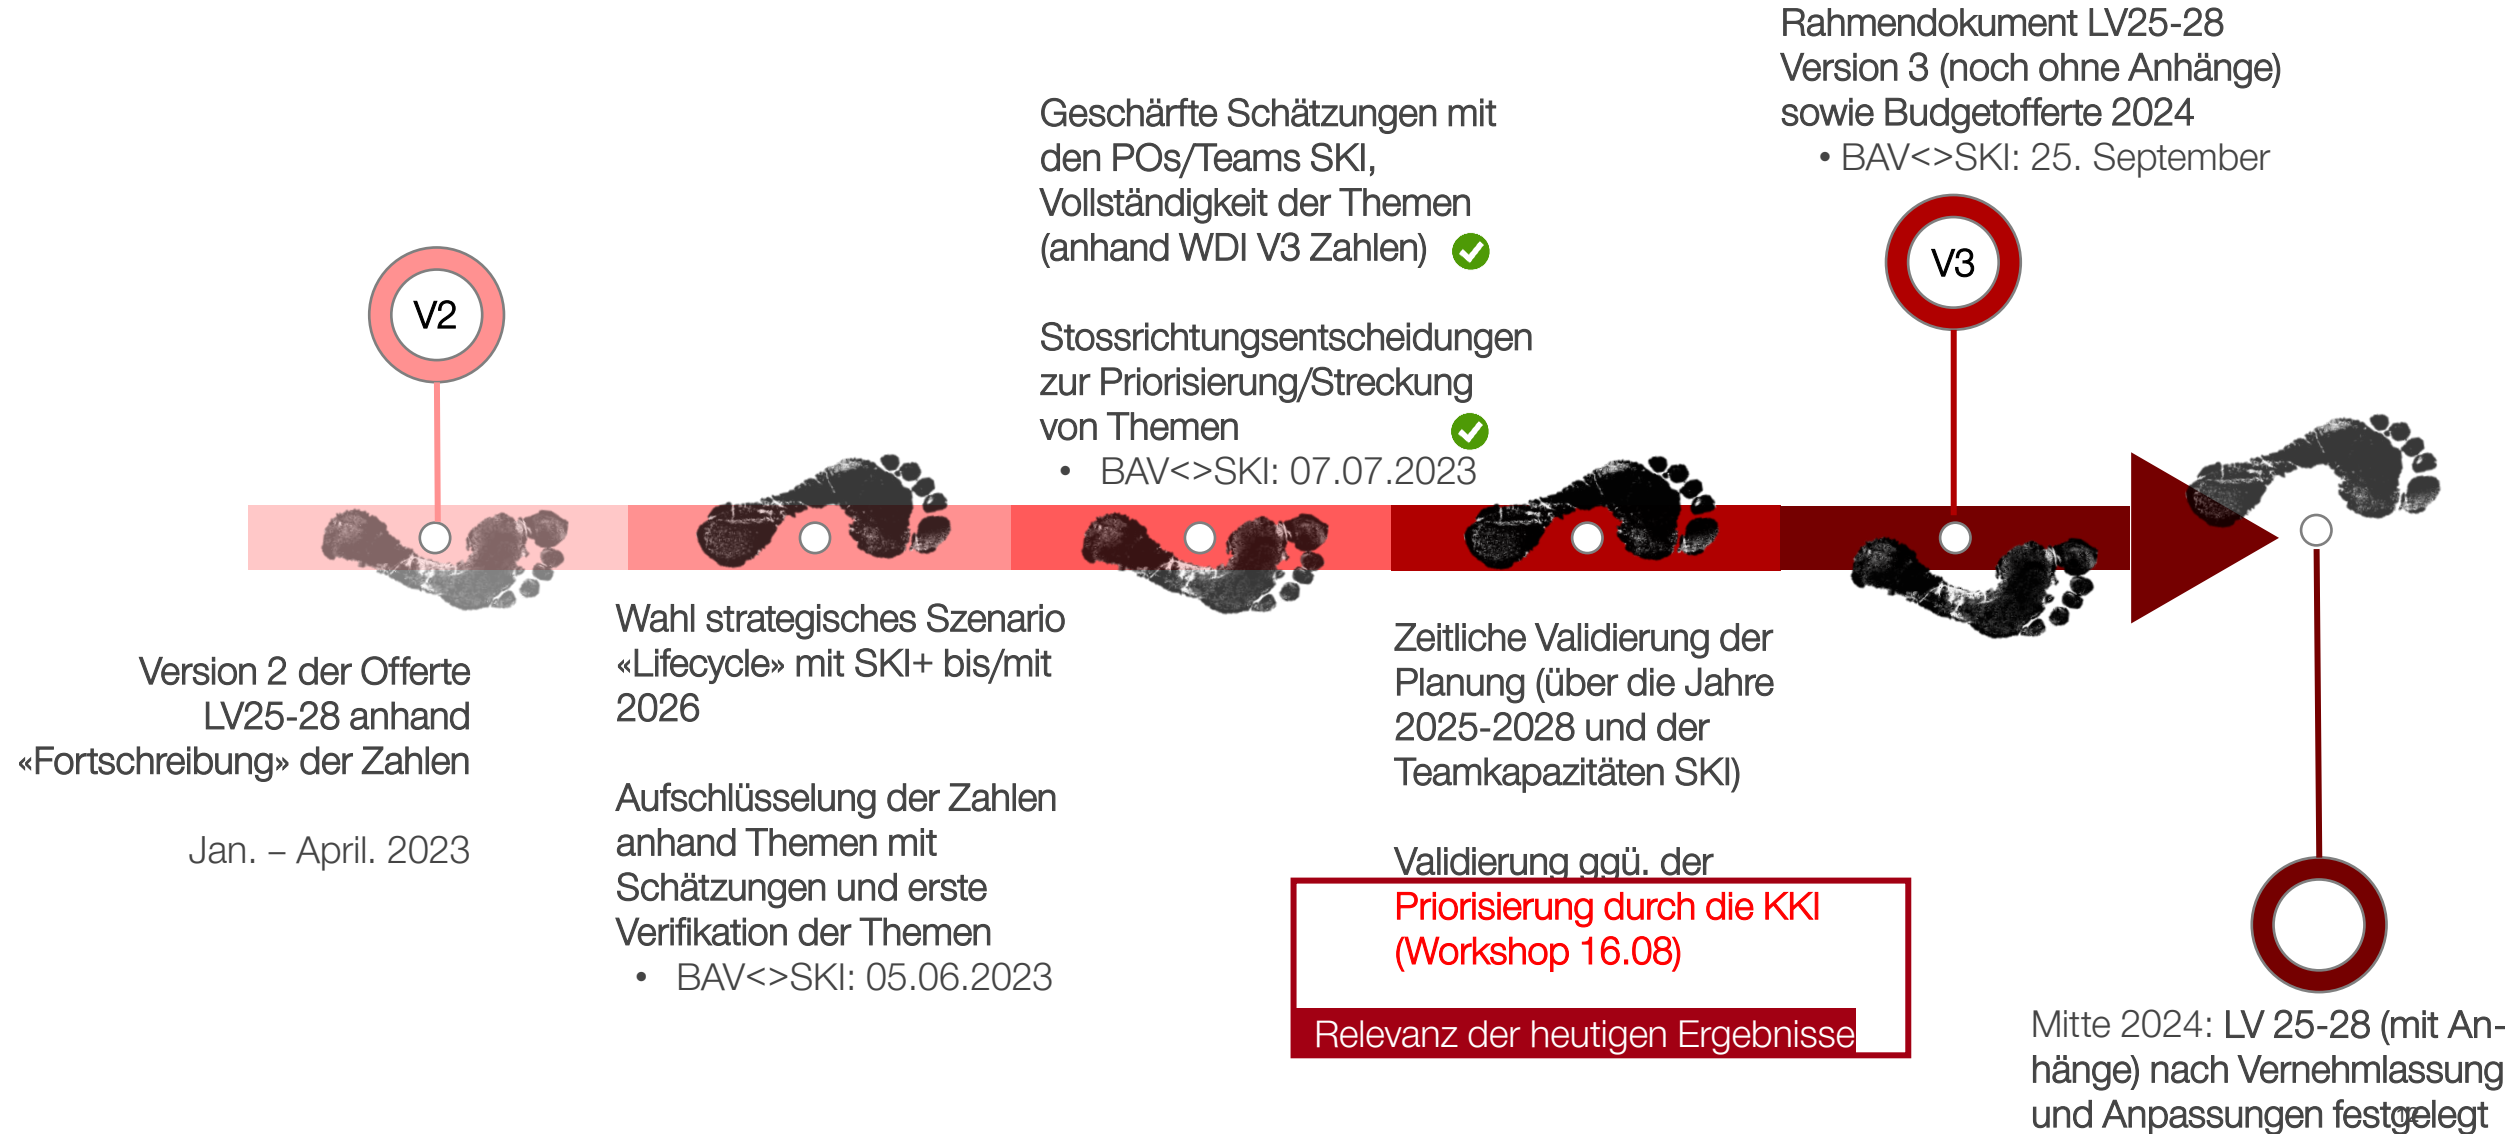 V2
Version 2 der Offerte
LV25-28 anhand
«Fortschreibung» der Zahlen
Jan. – April. 2023
Wahl strategisches Szenario
«Lifecycle» mit SKI+ bis/mit
2026
Aufschlüsselung der Zahlen
anhand Themen mit
Schätzungen und erste
Verifikation der Themen
• BAV<>SKI: 05.06.2023
Geschärfte Schätzungen mit
den POs/Teams SKI,
Vollständigkeit der Themen
(anhand WDI V3 Zahlen)
Stossrichtungsentscheidungen
zur Priorisierung/Streckung
von Themen
• BAV<>SKI: 07.07.2023
Zeitliche Validierung der
Planung (über die Jahre
2025-2028 und der
Teamkapazitäten SKI)
Validierung ggü. der
Priorisierung durch die KKI
(Workshop 16.08)
Relevanz der heutigen Ergebnisse
Rahmendokument LV25-28
Version 3 (noch ohne Anhänge)
sowie Budgetofferte 2024
• BAV<>SKI: 25. September
V3
Mitte 2024: LV 25-28 (mit An-
hänge) nach Vernehmlassung
und Anpassungen festgelegt